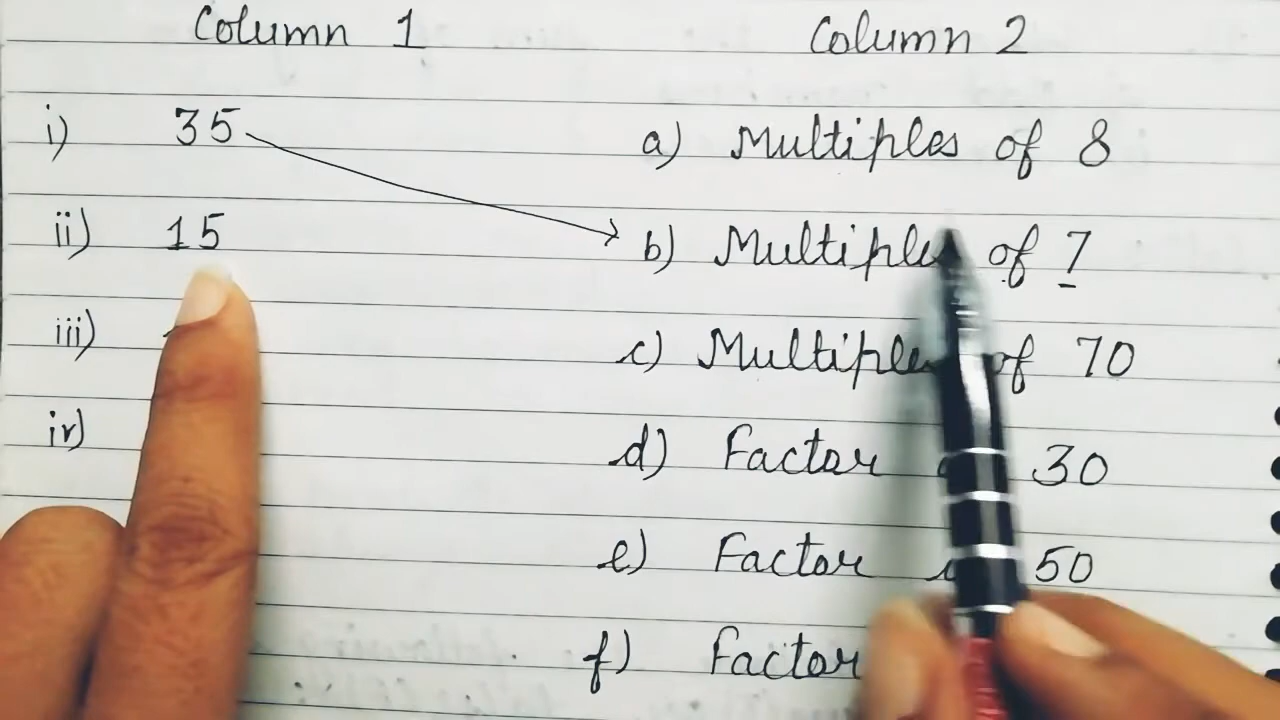 Column 1 Column 2
i) 35 a) Multiples of 8
ii) 15 b) Multiples of 7
iii) c) Multiples of 70
iv) d) Factor 30
e) Factor 50
f) Factor